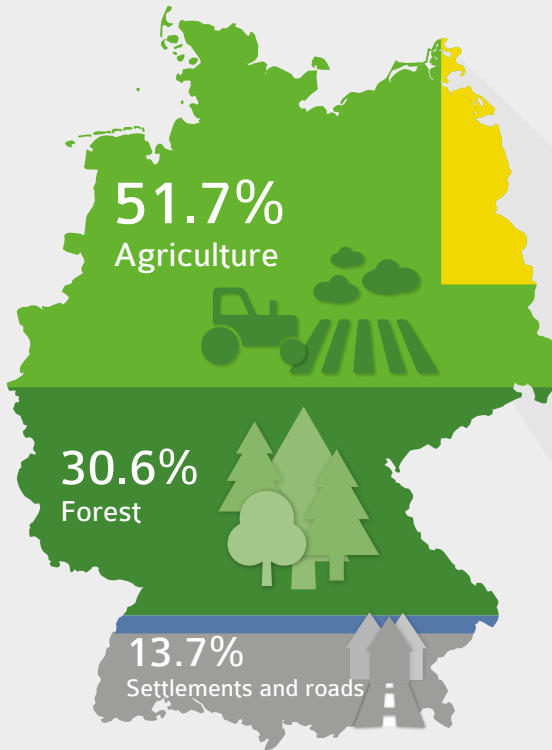 51.7%
Agriculture
30.6%
Forest
13.7%
Settlements and roads